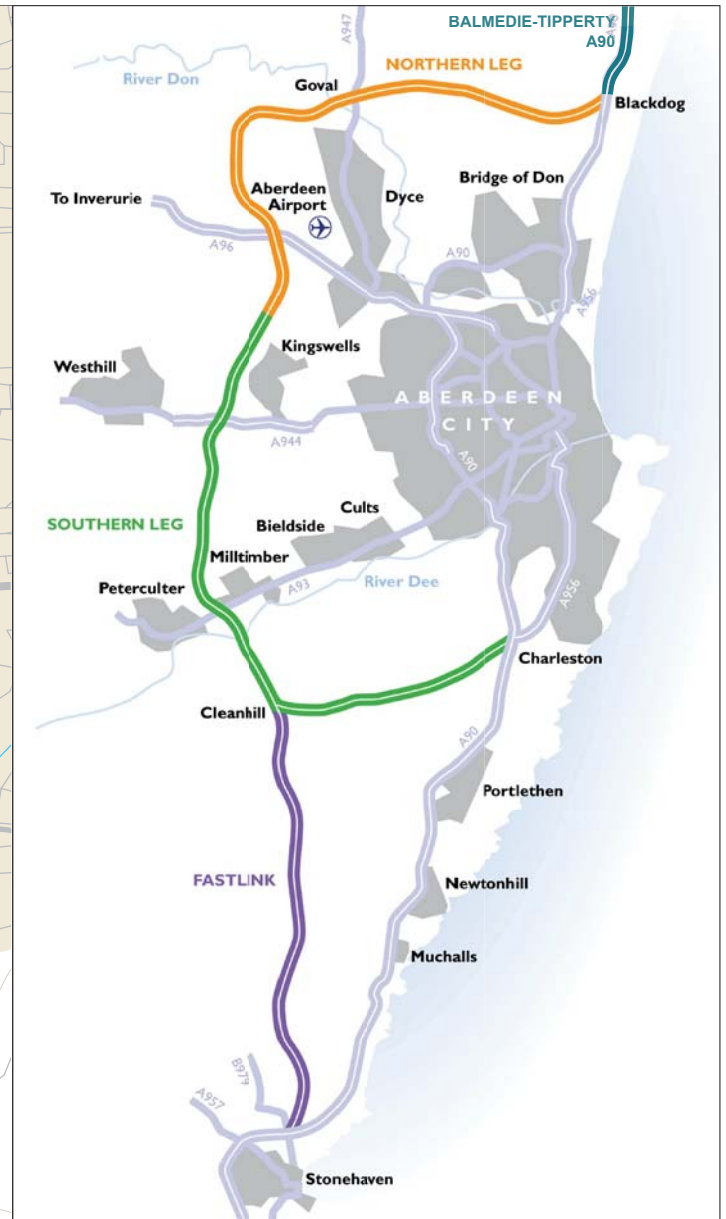 A947
BALMEDIE-TIPPERTY
A90
NORTHERN LEG
River Don
Goval
Blackdog
Bridge of Don
To Inverurie
Aberdeen
Airport
Dyce
A96
A90
A956
Kingswells
Westhill
ABERDEEN
CITY
A944
A90
SOUTHERN LEG
Cults
Bieldside
Milltimber
Peterculter
A93
River Dee
A956
Charleston
Cleanhill
A90
Portlethen
FASTLINK
Newtonhill
Muchalls
B979
A957
Stonehaven